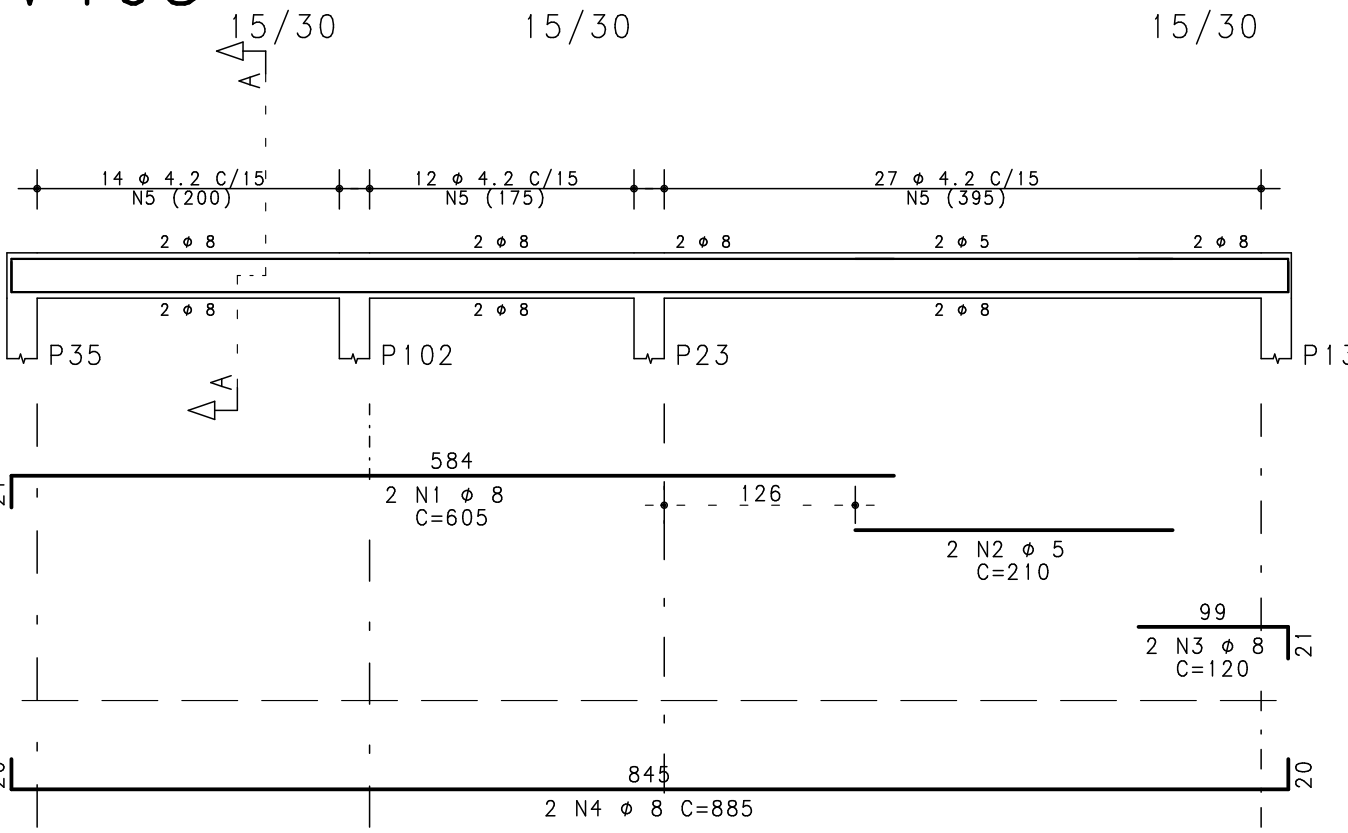 15/30 15/30 15/30
A
14 φ 4.2 C/15 12 φ 4.2 C/15 27 φ 4.2 C/15
N5 (200) N5 (175) N5 (395)
2 φ 8 2 φ 8 2 φ 8 2 φ 5 2 φ 8
2 φ 8 2 φ 8 2 φ 8
P35 P102 P23 P13
A
584
2 N1 φ 8
C=605
126
2 N2 φ 5
C=210
99
2 N3 φ 8
C=120
21
845
20
2 N4 φ 8 C=885